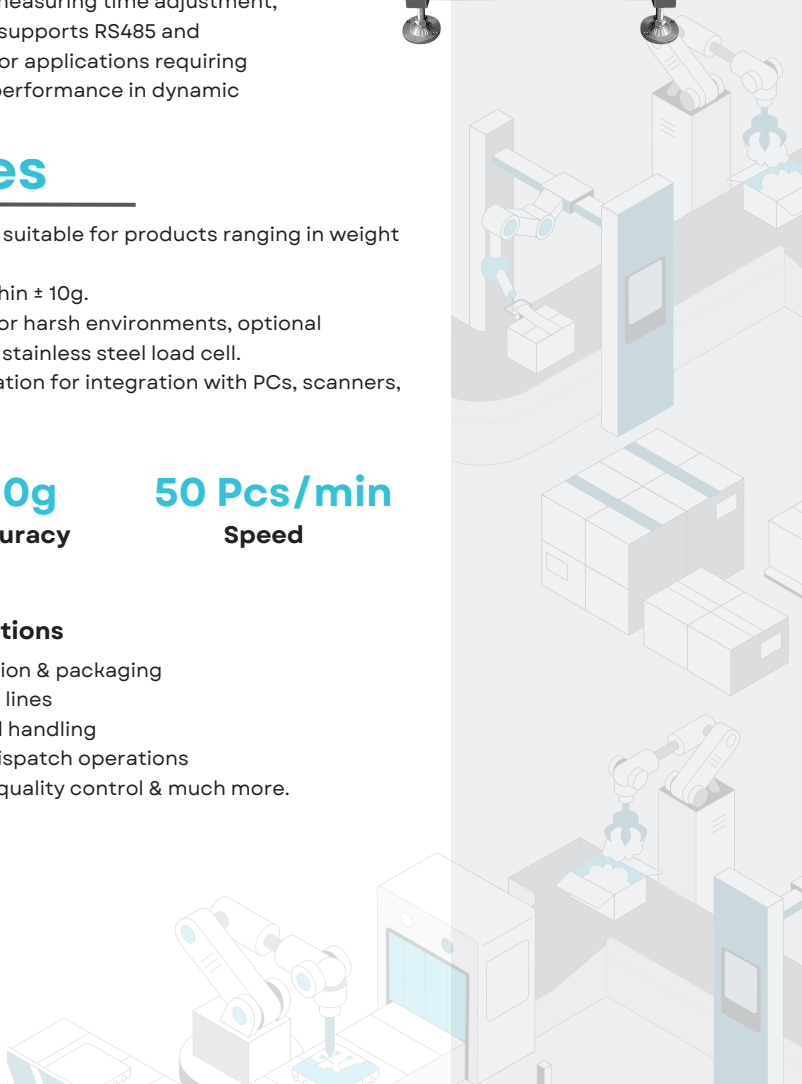 measuring time adjustment,
supports RS485 and
or applications requiring
performance in dynamic
es
suitable for products ranging in weight
hin ± 10g.
or harsh environments, optional
stainless steel load cell.
ation for integration with PCs, scanners,
0g
50 Pcs/min
uracy
Speed
tions
ion & packaging
lines
handling
ispatch operations
quality control & much more.